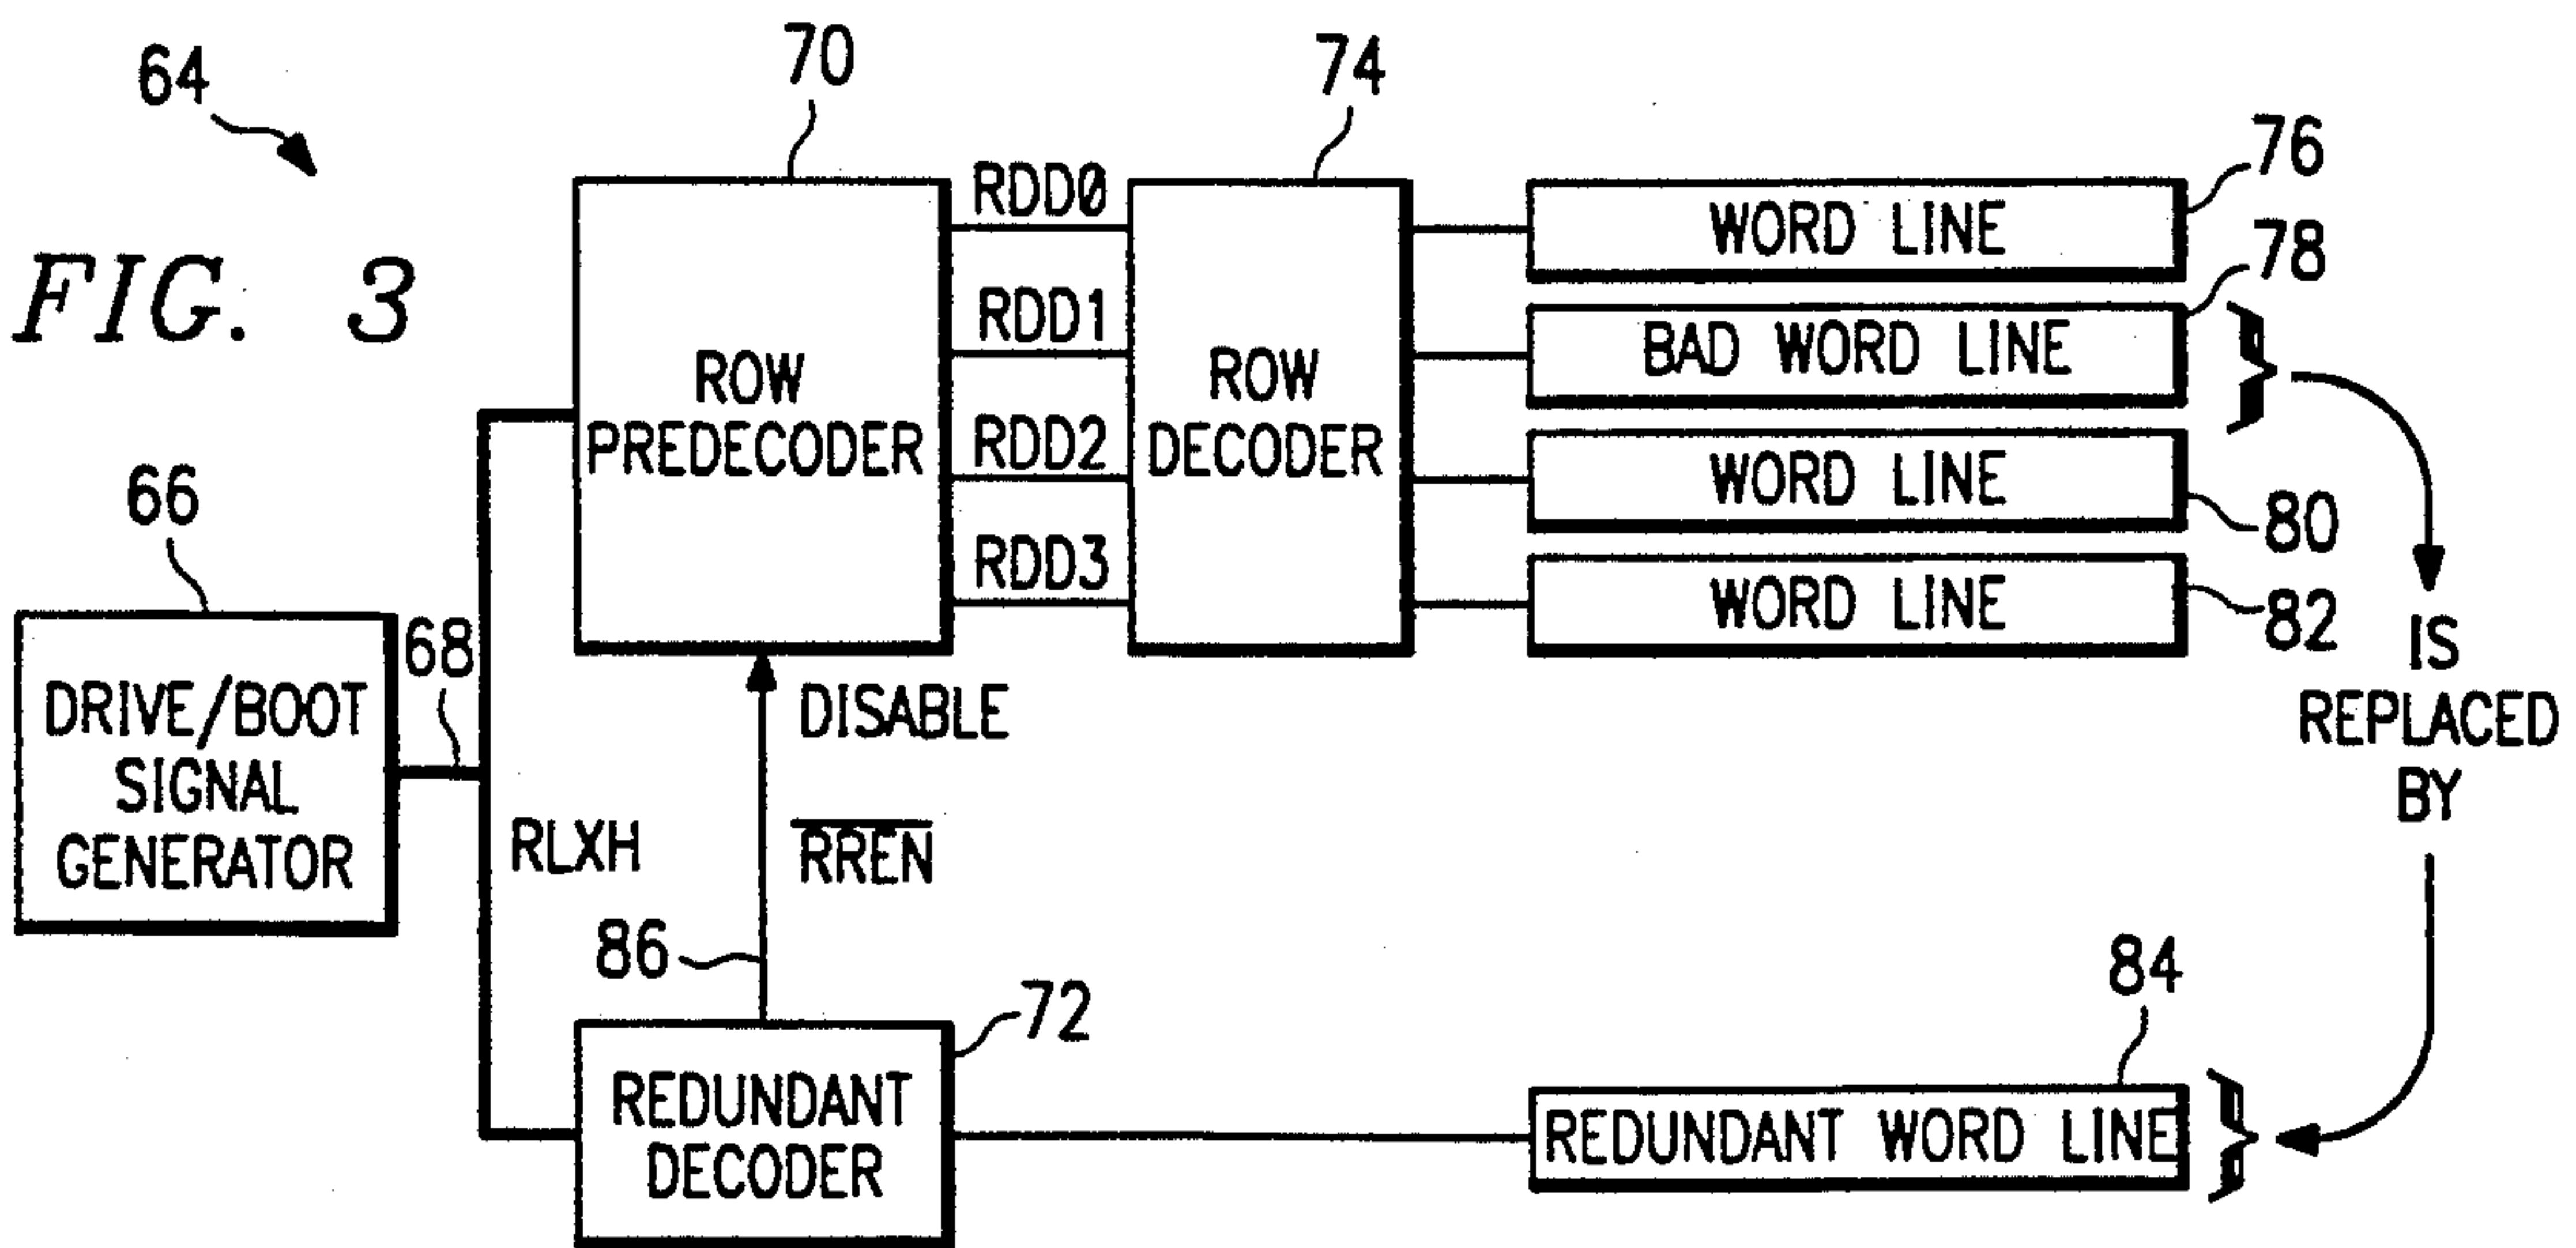 64
FIG. 3
66
DRIVE/BOOT
SIGNAL
GENERATOR
68
RLXH
70
ROW
PREDECODER
RDD0
RDD1
RDD2
RDD3
74
ROW
DECODER
WORD LINE
76
BAD WORD LINE
78
WORD LINE
80
WORD LINE
82
IS
REPLACED
BY
DISABLE
RREN
86
72
REDUNDANT
DECODER
84
REDUNDANT WORD LINE